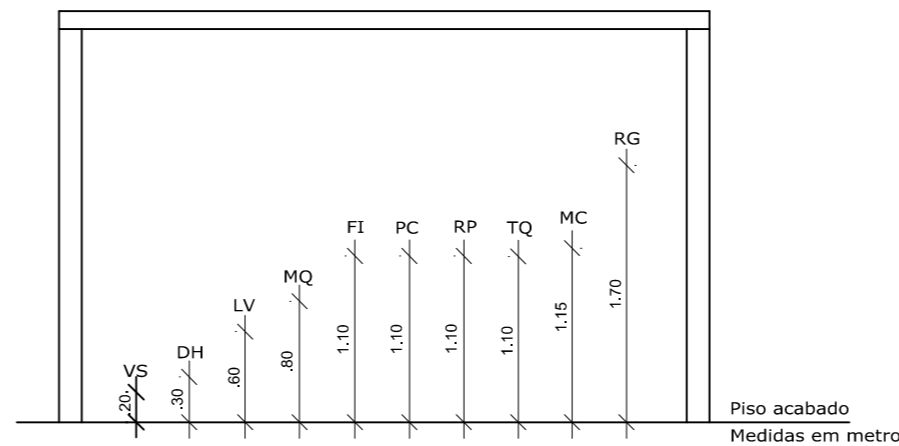 RG
MC
FI
PC
RP
TQ
MQ
LV
DH
VS
.20
.30
.60
.80
1.10
1.10
1.10
1.10
1.15
1.70
Piso acabado
Medidas em metro